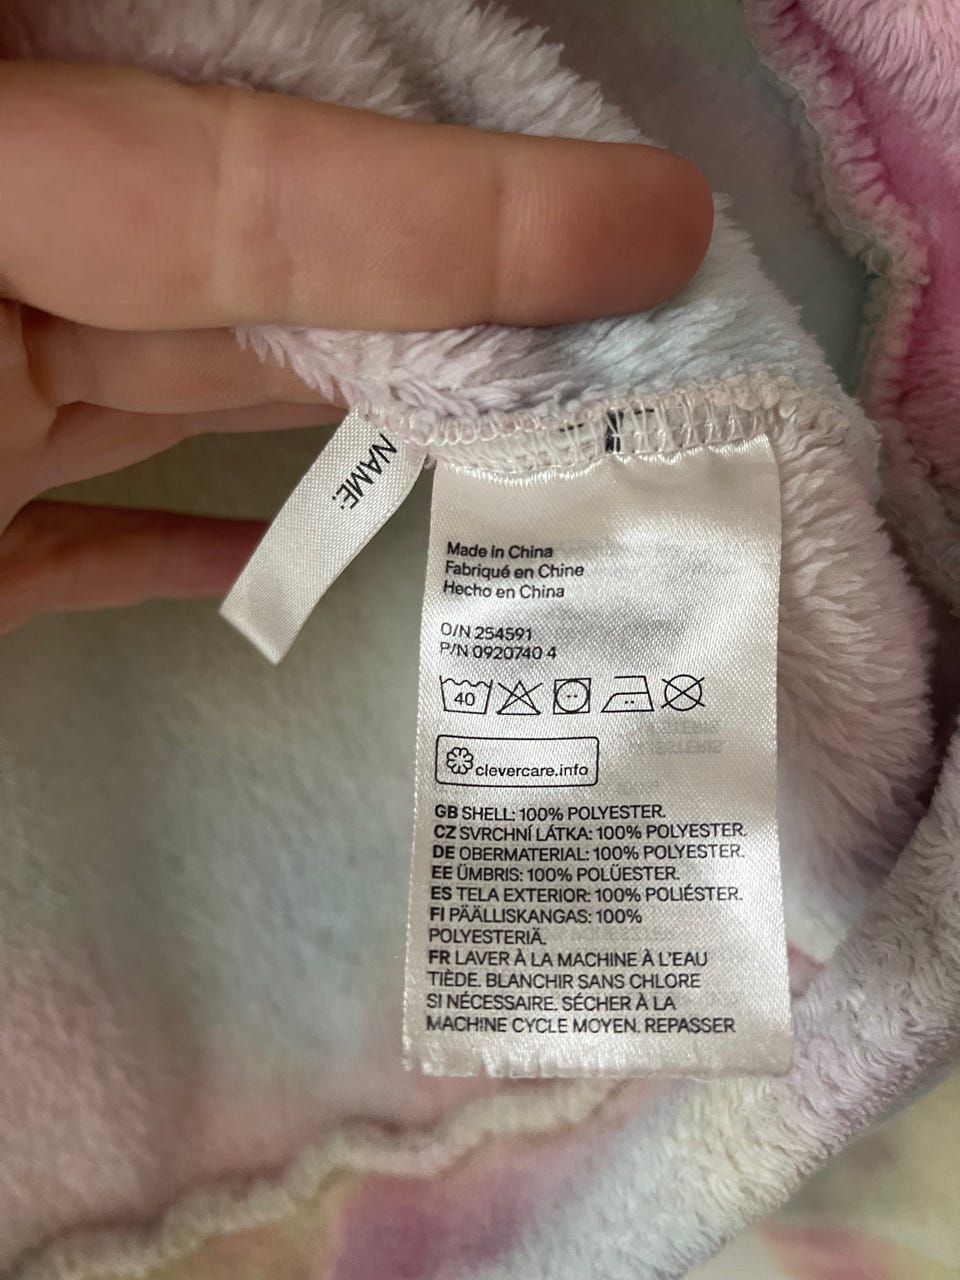 NAME:
Made in China
Fabriqué en Chine
Hecho en China
O/N 254591
P/N 0920740 4
40
clevercare.info
GB SHELL: 100% POLYESTER.
CZ SVRCHNÍ LÁTKA: 100% POLYESTER.
DE OBERMATERIAL: 100% POLYESTER.
EE ÜMBRIS: 100% POLÜESTER.
ES TELA EXTERIOR: 100% POLIÉSTER.
FI PÄÄLLISKANGAS: 100%
POLYESTERIÄ.
FR LAVER À LA MACHINE À L'EAU
TIÈDE. BLANCHIR SANS CHLORE
SI NÉCESSAIRE. SÉCHER À LA
MACHINE CYCLE MOYEN. REPASSER